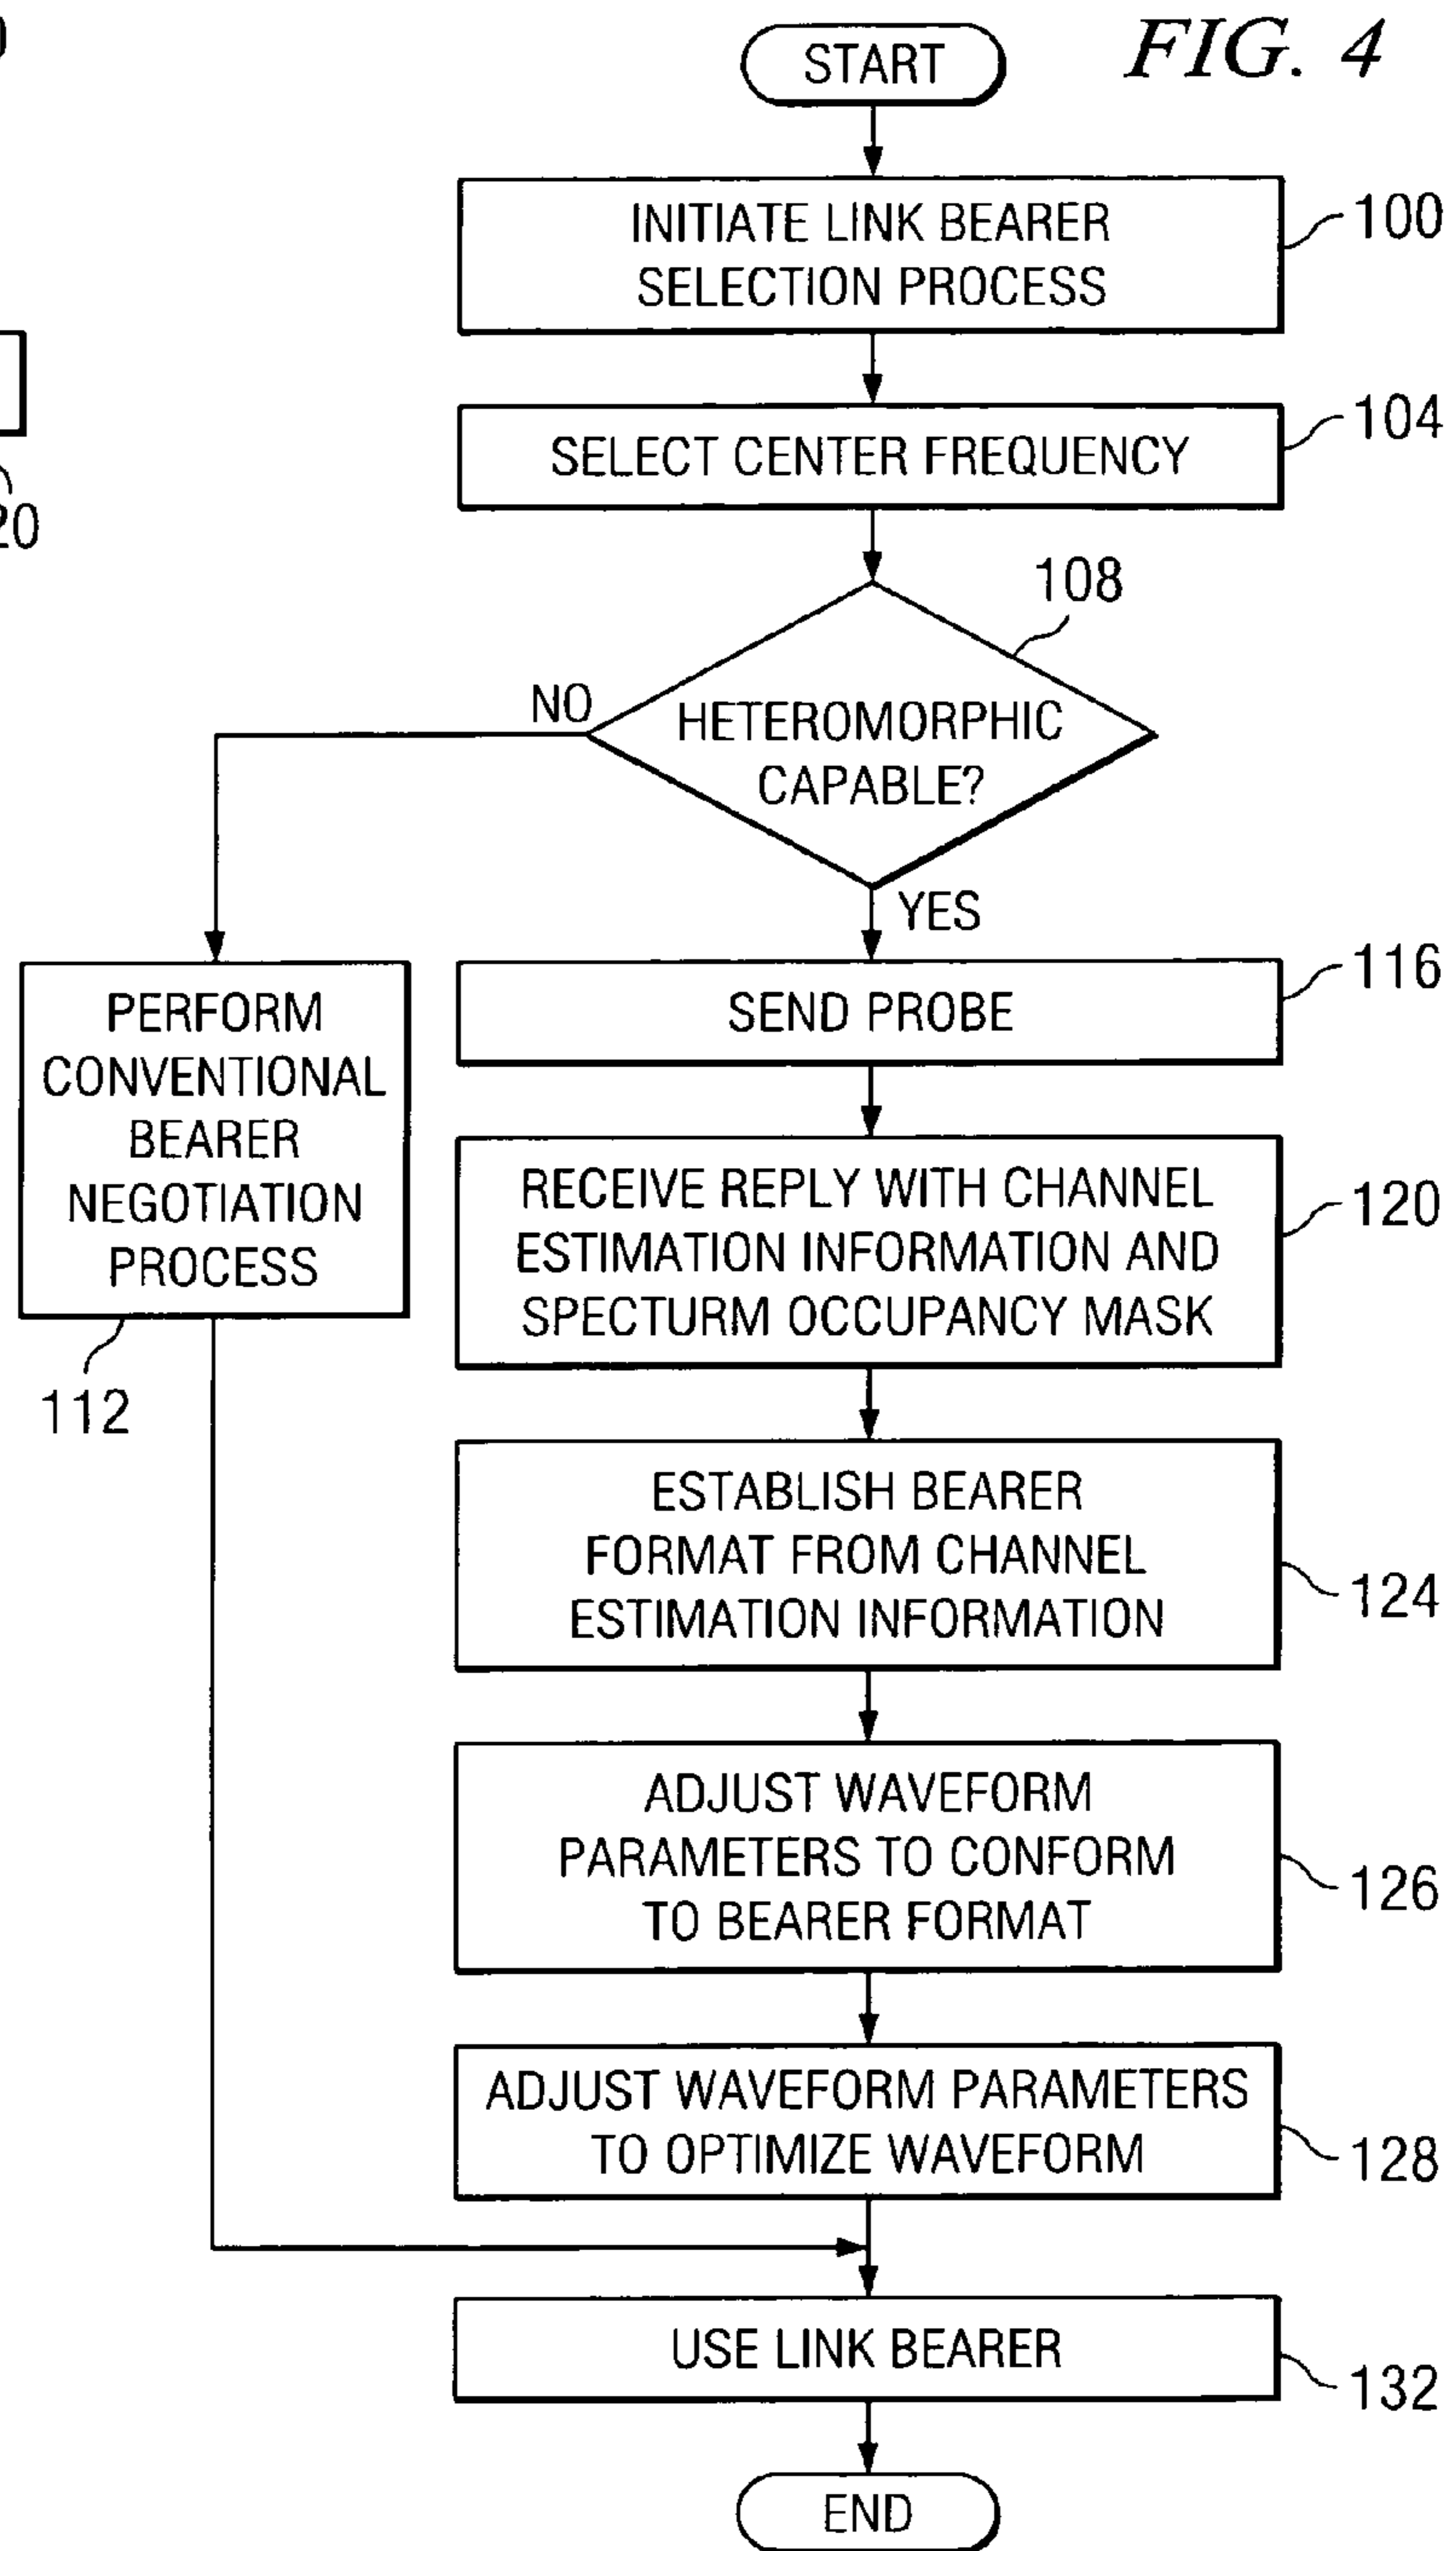 FIG. 4
START
INITIATE LINK BEARER
SELECTION PROCESS
100
SELECT CENTER FREQUENCY
104
20
108
HETEROMORPHIC
CAPABLE?
NO
YES
PERFORM
CONVENTIONAL
BEARER
NEGOTIATION
PROCESS
112
SEND PROBE
116
RECEIVE REPLY WITH CHANNEL
ESTIMATION INFORMATION AND
SPECTURM OCCUPANCY MASK
120
ESTABLISH BEARER
FORMAT FROM CHANNEL
ESTIMATION INFORMATION
124
ADJUST WAVEFORM
PARAMETERS TO CONFORM
TO BEARER FORMAT
126
ADJUST WAVEFORM PARAMETERS
TO OPTIMIZE WAVEFORM
128
USE LINK BEARER
132
END